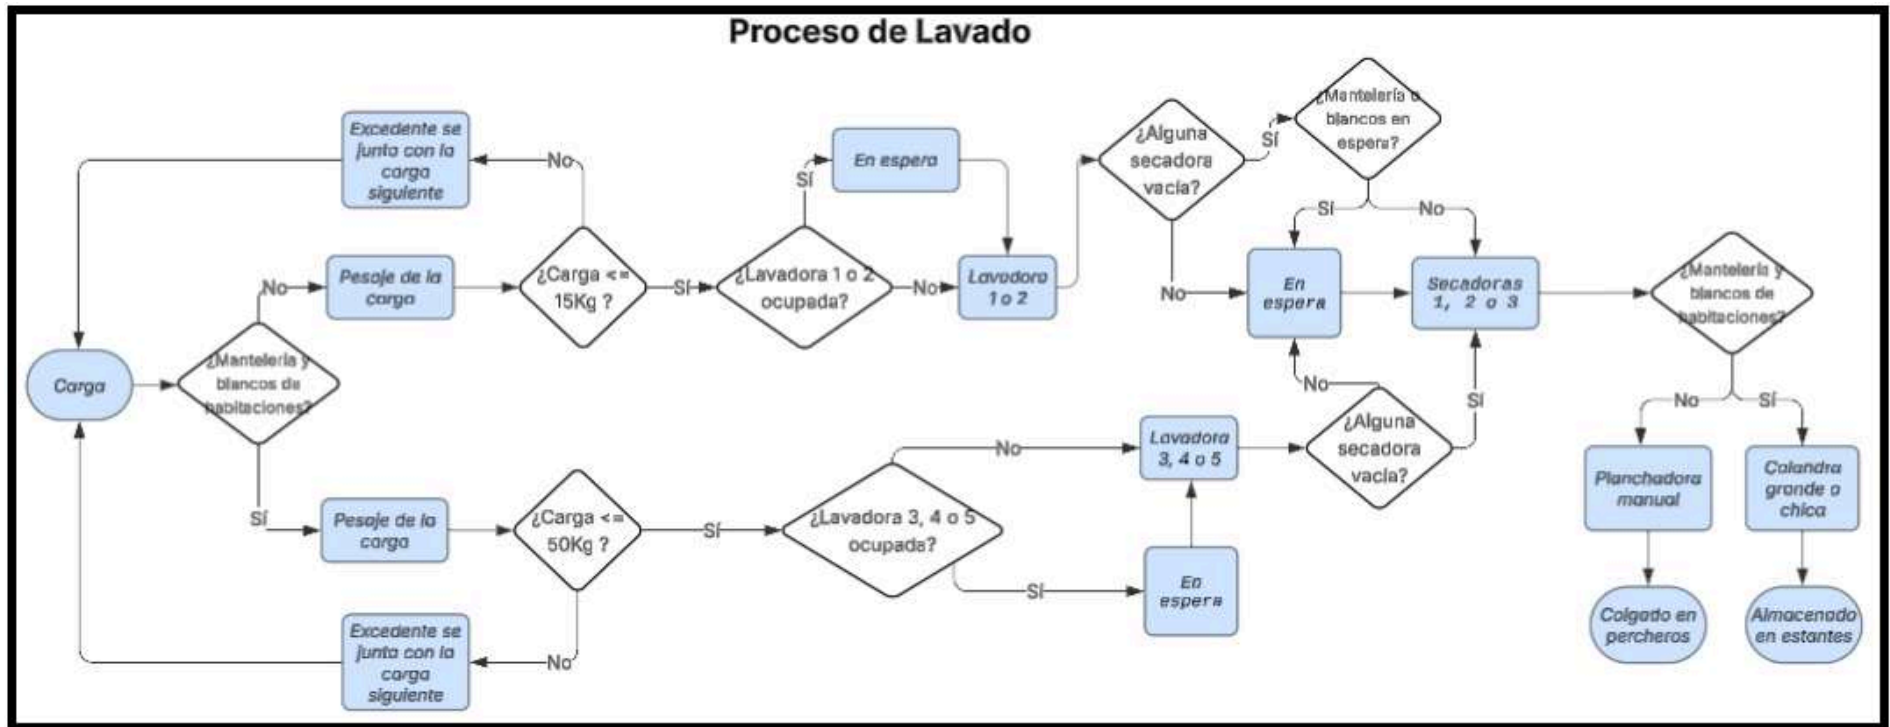 Proceso de Lavado
Excedente se
junta con la
carga
siguiente
No
Sí
En espera
¿Alguna
secadora
vacía?
Sí
¿Mantelería o
blancos en
espera?
Sí
No
No
Pesaje de la
carga
¿Carga <=
15Kg ?
Sí
¿Lavadora 1 o 2
ocupada?
No
Lavadora
1 o 2
No
En
espera
Secadoras
1, 2 o 3
¿Mantelería y
blancos de
habitaciones?
Carga
¿Mantelería y
blancos de
habitaciones?
No
Sí
No
Sí
¿Alguna
secadora
vacía?
Lavadora
3, 4 o 5
No
Planchadora
manual
Calandra
grande o
chica
Sí
Pesaje de la
carga
¿Carga <=
50Kg ?
Sí
¿Lavadora 3, 4 o 5
ocupada?
Sí
En
espera
Colgado en
percheros
Almacenado
en estantes
Excedente se
junta con la
carga
siguiente
No